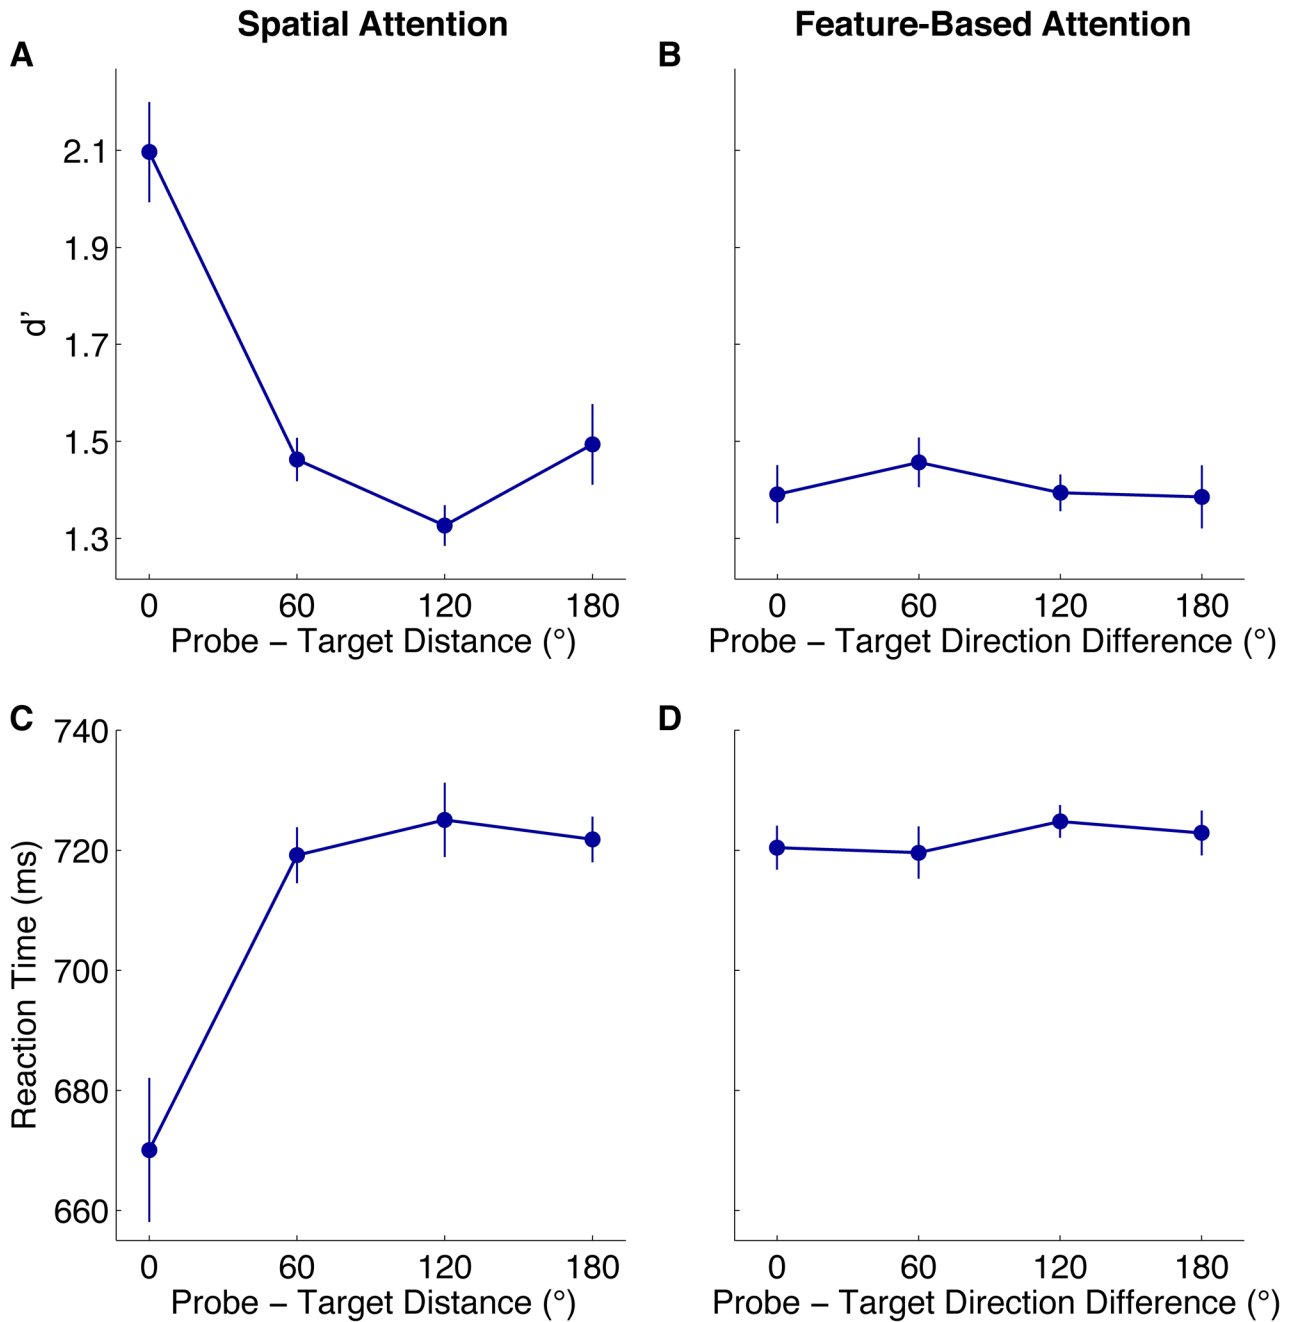 Spatial Attention
Feature-Based Attention
A
B
2.1
1.9
1.7
1.5
1.3
d’
0 60 120 180
Probe – Target Distance (°)
0 60 120 180
Probe – Target Direction Difference (°)
C
D
740
720
700
680
660
Reaction Time (ms)
0 60 120 180
Probe – Target Distance (°)
0 60 120 180
Probe – Target Direction Difference (°)